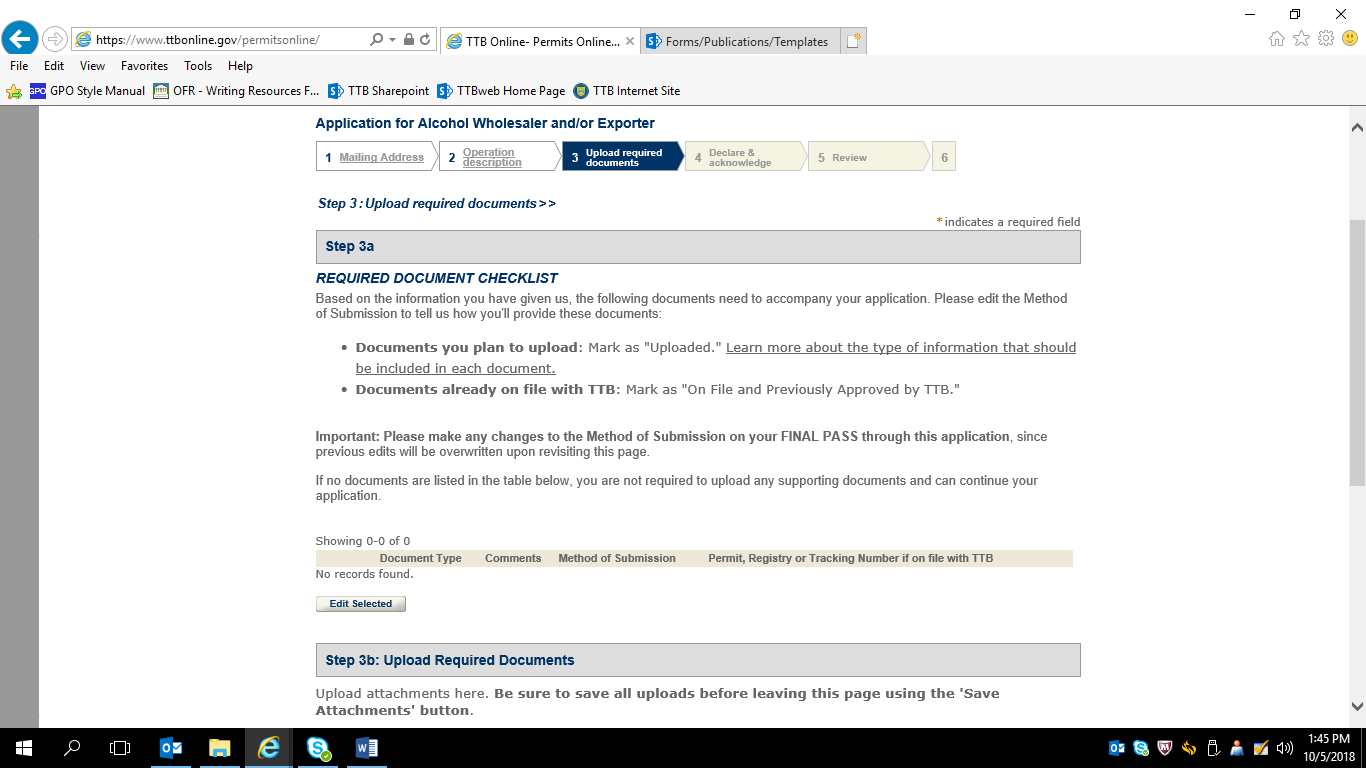 https://www.ttbonline.gov/permitsonline/
TTB Online- Permits Online...
Forms/Publications/Templates
File Edit View Favorites Tools Help
GPO GPO Style Manual OFR - Writing Resources F... TTB Sharepoint TTBweb Home Page TTB Internet Site
Application for Alcohol Wholesaler and/or Exporter
1 Mailing Address
2 Operation
description
3 Upload required
documents
4 Declare &
acknowledge
5 Review
6
Step 3 : Upload required documents>>
* indicates a required field
Step 3a
REQUIRED DOCUMENT CHECKLIST
Based on the information you have given us, the following documents need to accompany your application. Please edit the Method
of Submission to tell us how you'll provide these documents:
• Documents you plan to upload: Mark as "Uploaded." Learn more about the type of information that should
be included in each document.
• Documents already on file with TTB: Mark as "On File and Previously Approved by TTB."
Important: Please make any changes to the Method of Submission on your FINAL PASS through this application, since
previous edits will be overwritten upon revisiting this page.
If no documents are listed in the table below, you are not required to upload any supporting documents and can continue your
application.
Showing 0-0 of 0
Document Type Comments Method of Submission Permit, Registry or Tracking Number if on file with TTB
No records found.
Edit Selected
Step 3b: Upload Required Documents
Upload attachments here. Be sure to save all uploads before leaving this page using the 'Save
Attachments' button.
1:45 PM
10/5/2018